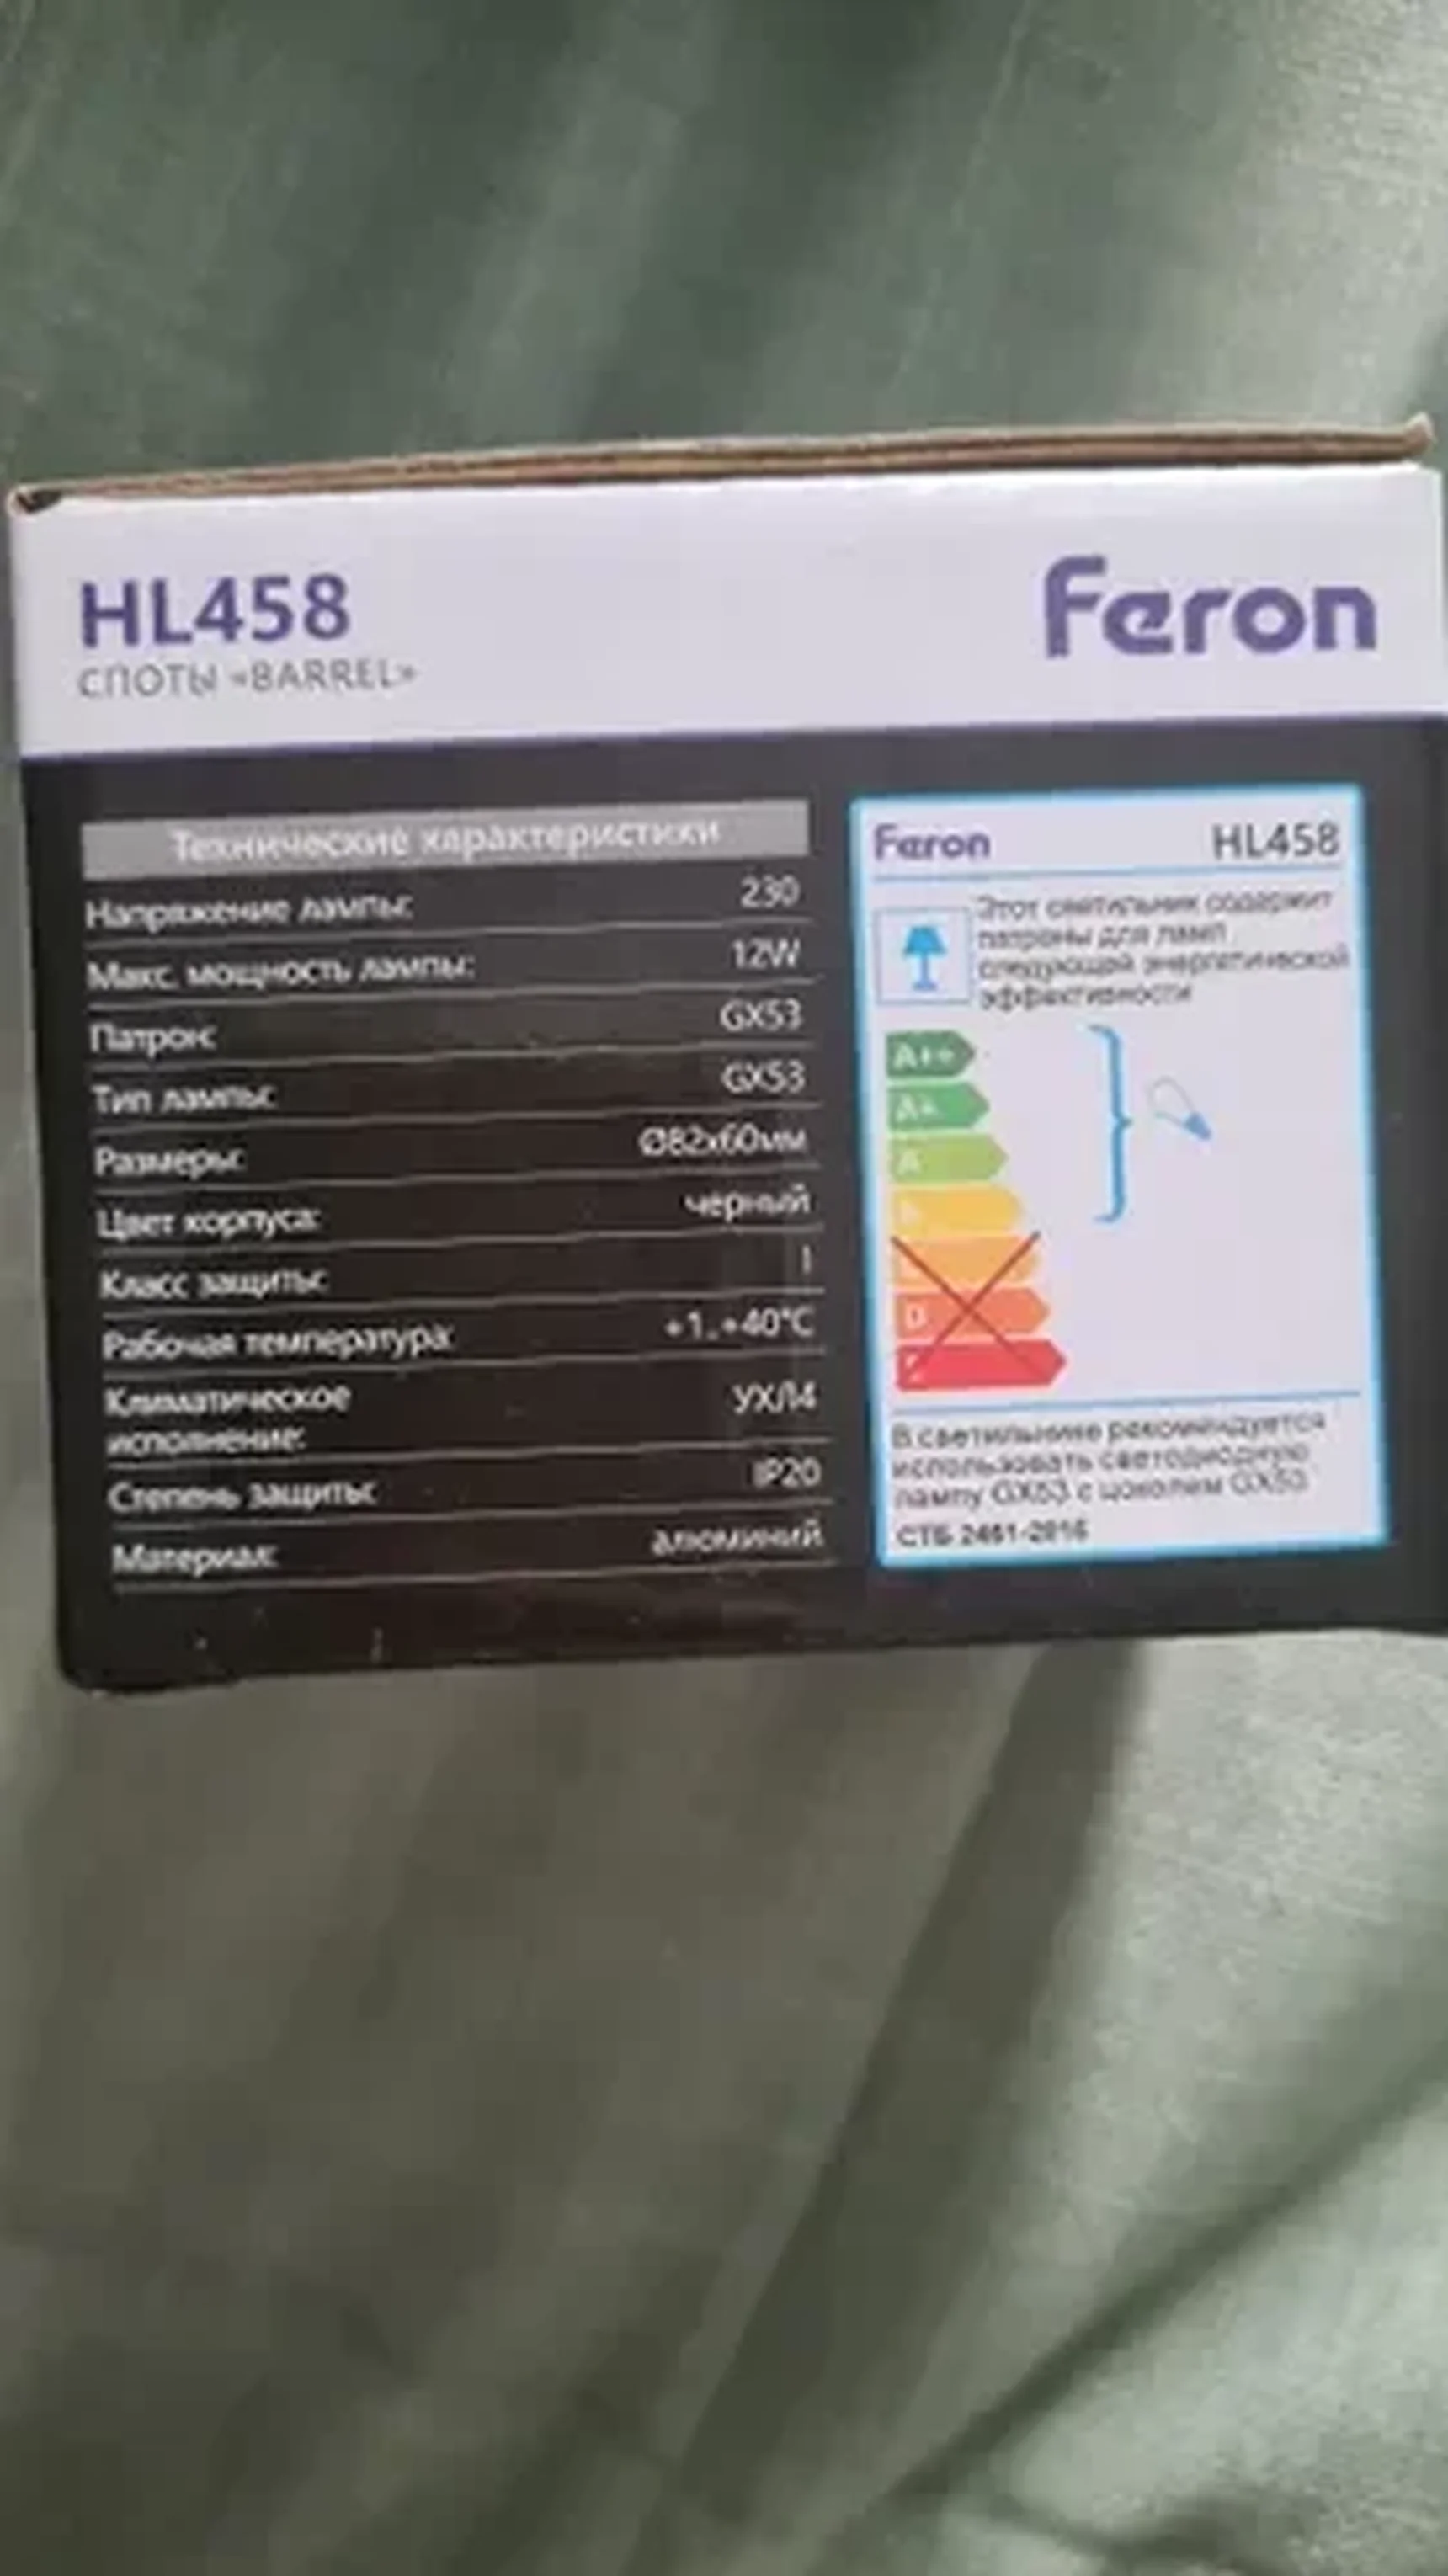 HL458
СПОТЫ «BARREL»
Feron
Технические характеристики
Напряжение лампы: 230
Макс. мощность лампы: 12W
Патрон: GX53
Тип лампы: GX53
Размеры: Ø82x60мм
Цвет корпуса: черный
Класс защиты: I
Рабочая температура: +1..+40°C
Климатическое
исполнение: УХЛ4
Степень защиты: IP20
Материал: алюминий
Feron HL458
Этот светильник содержит
патроны для ламп
следующей энергетической
эффективности
A++
A+
A
D
В светильнике рекомендуется
использовать светодиодную
лампу GX53 с цоколем GX53
СТБ 2461-2016